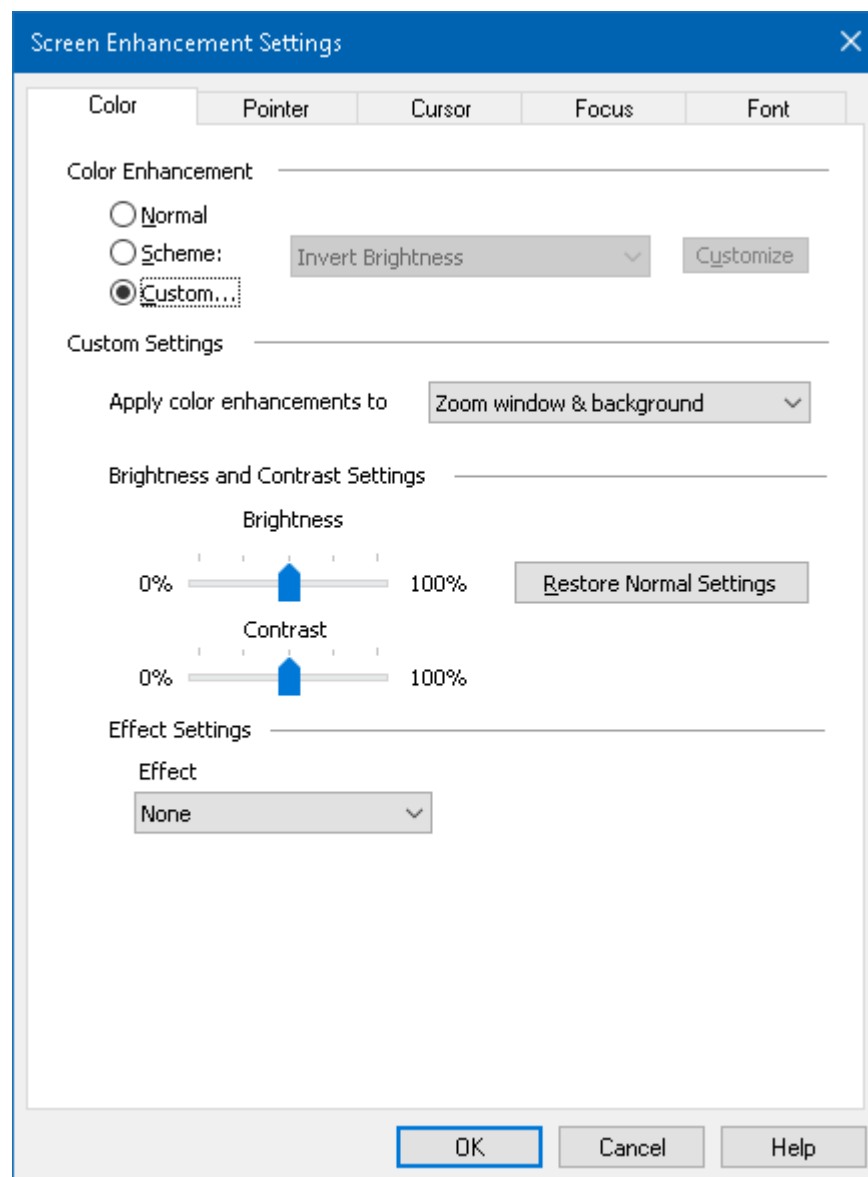 Screen Enhancement Settings
Color Pointer Cursor Focus Font
Color Enhancement
Normal
Scheme: Invert Brightness Customize
Custom...
Custom Settings
Apply color enhancements to Zoom window & background
Brightness and Contrast Settings
Brightness
0% 100% Restore Normal Settings
Contrast
0% 100%
Effect Settings
Effect
None
OK Cancel Help